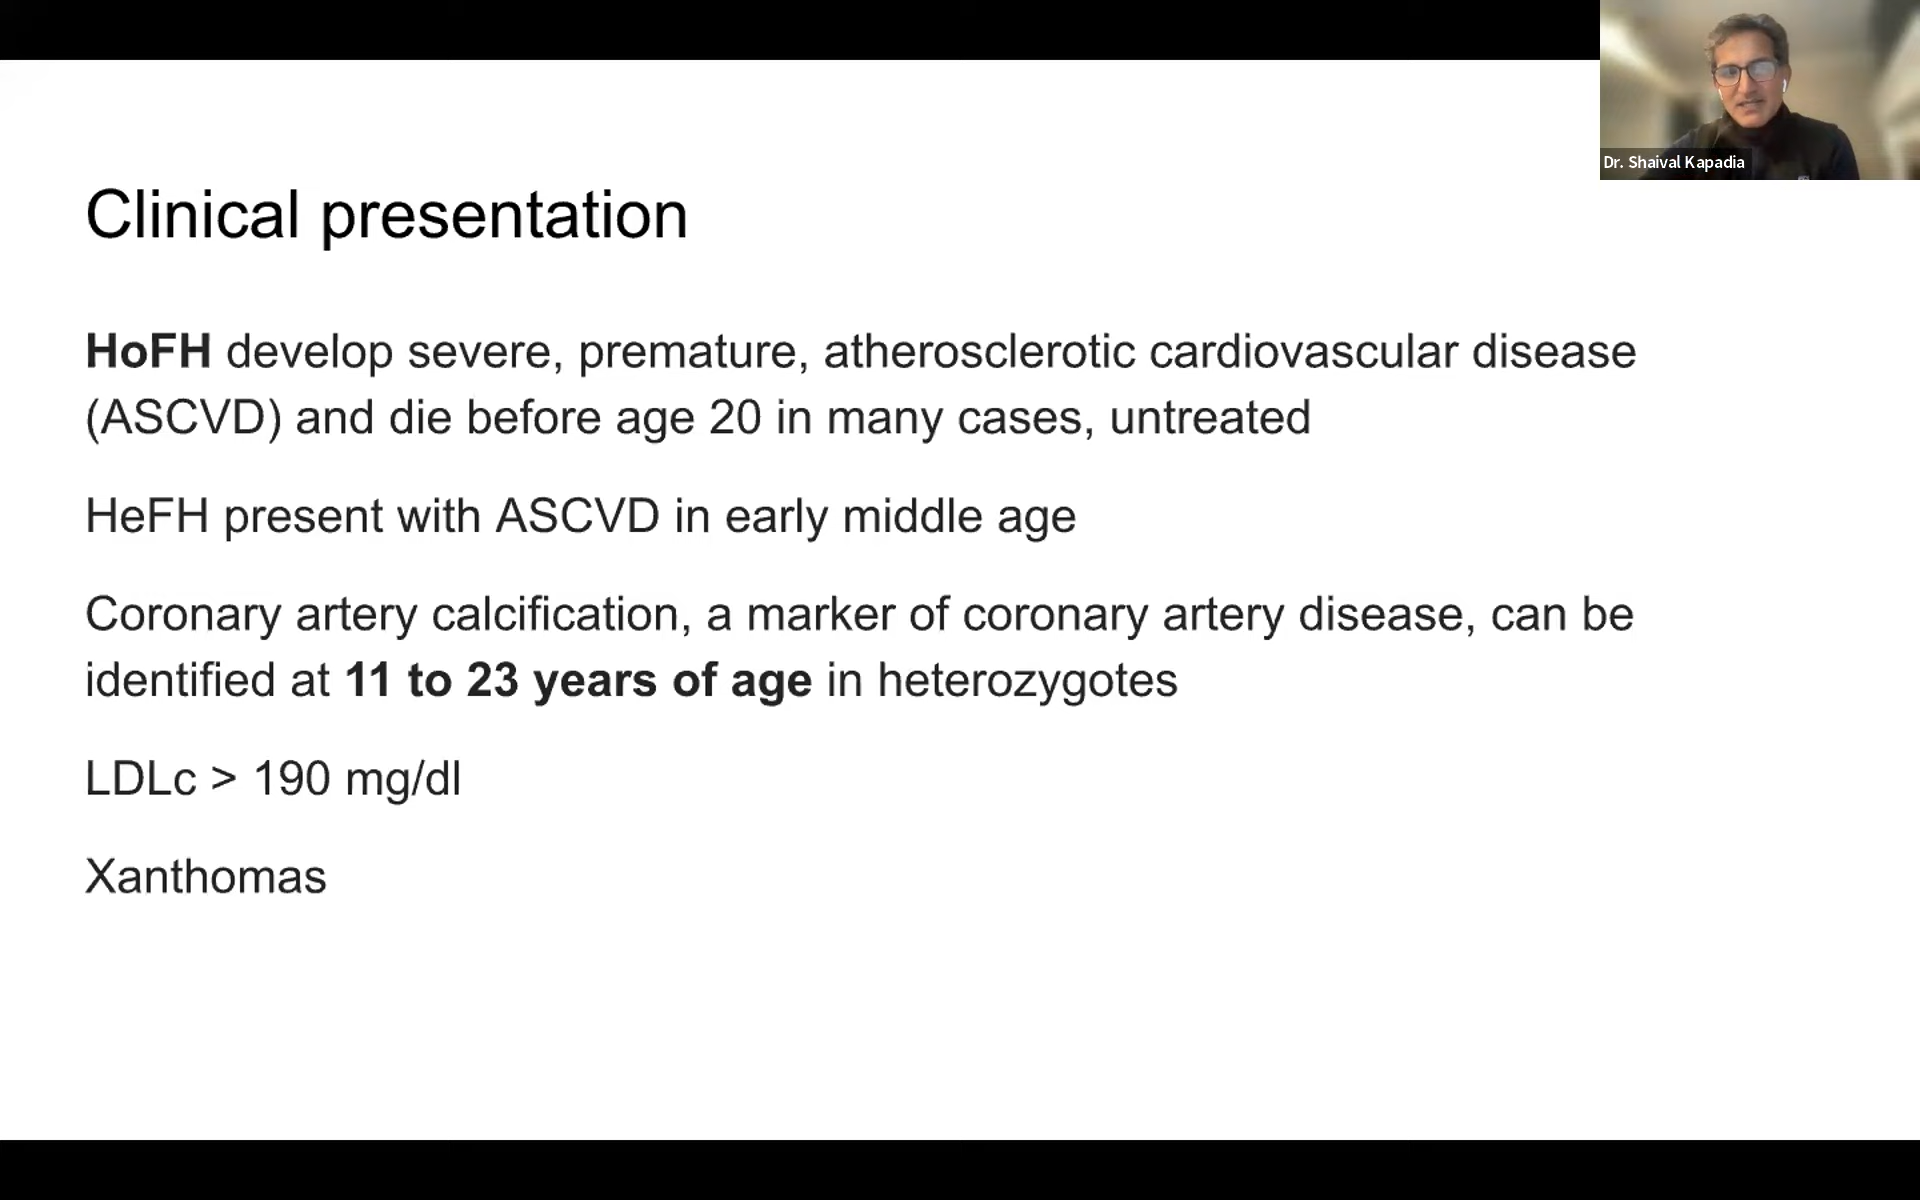 Dr. Shaival Kapadia
Clinical presentation
HoFH develop severe, premature, atherosclerotic cardiovascular disease
(ASCVD) and die before age 20 in many cases, untreated
HeFH present with ASCVD in early middle age
Coronary artery calcification, a marker of coronary artery disease, can be
identified at 11 to 23 years of age in heterozygotes
LDLc > 190 mg/dl
Xanthomas